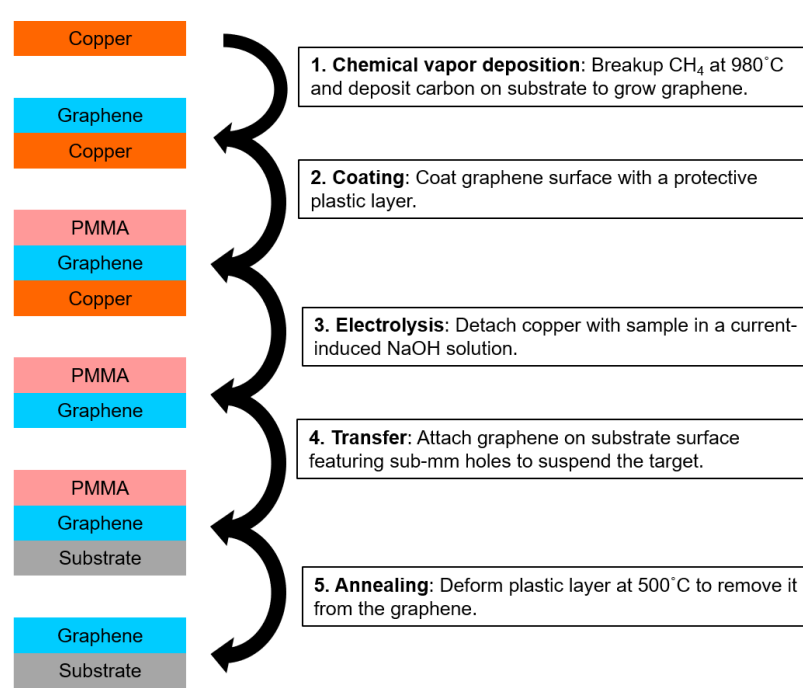 Copper
1. Chemical vapor deposition: Breakup CH₄ at 980˚C
and deposit carbon on substrate to grow graphene.
Graphene
Copper
2. Coating: Coat graphene surface with a protective
plastic layer.
PMMA
Graphene
Copper
3. Electrolysis: Detach copper with sample in a current-
induced NaOH solution.
PMMA
Graphene
4. Transfer: Attach graphene on substrate surface
featuring sub-mm holes to suspend the target.
PMMA
Graphene
Substrate
5. Annealing: Deform plastic layer at 500˚C to remove it
from the graphene.
Graphene
Substrate